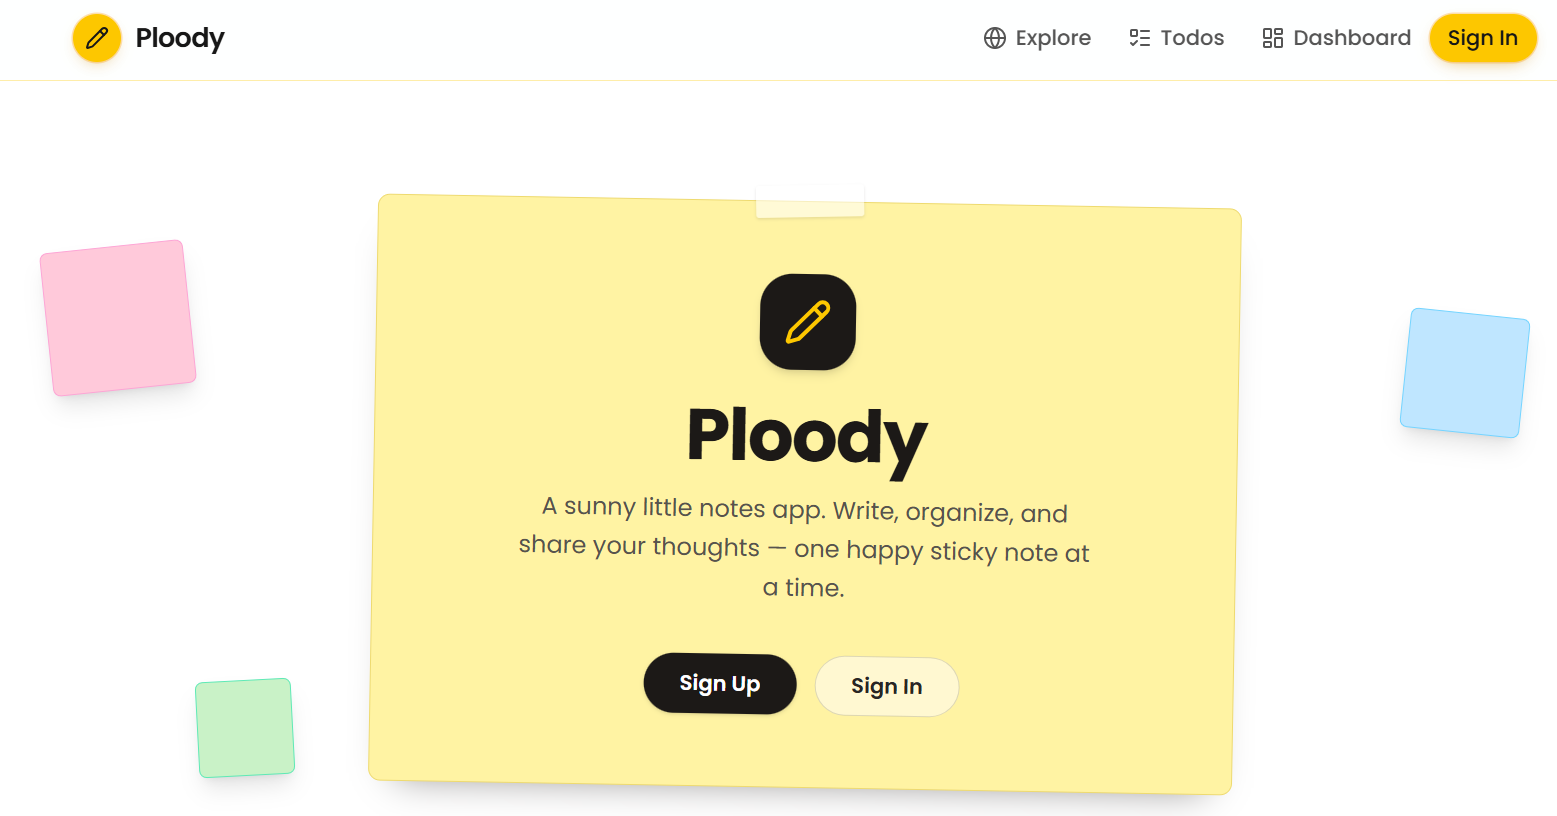 Ploody
Explore
Todos
Dashboard
Sign In
Ploody
A sunny little notes app. Write, organize, and
share your thoughts — one happy sticky note at
a time.
Sign Up
Sign In